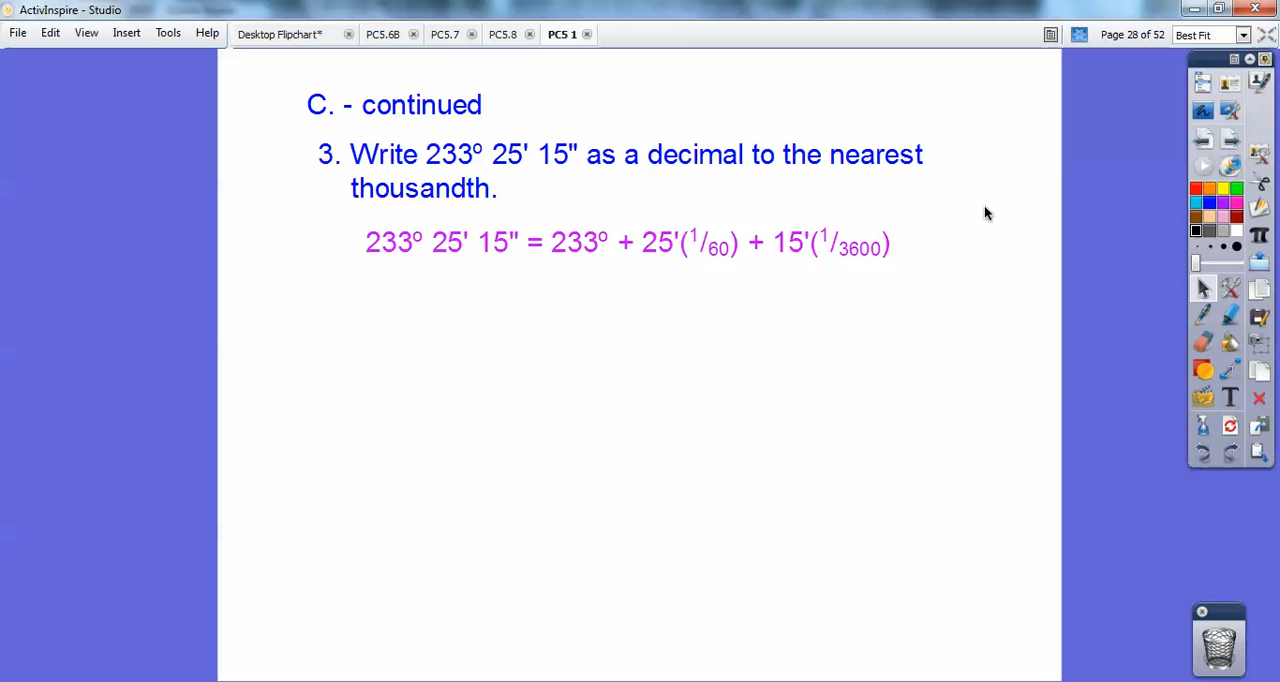 ActivInspire - Studio
File Edit View Insert Tools Help
Desktop Flipchart* PC5.6B PC5.7 PC5.8 PC5 1
Page 28 of 52 Best Fit
C. - continued
3. Write 233º 25' 15" as a decimal to the nearest
thousandth.
233º 25' 15" = 233º + 25'(1/60) + 15'(1/3600)